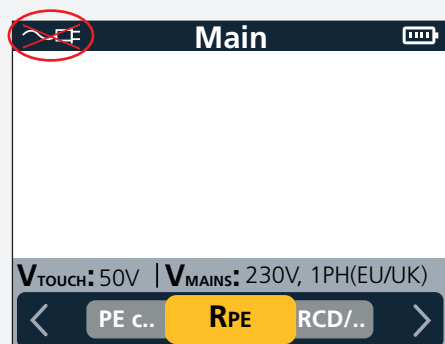 Main
VTOUCH: 50V | VMAINS: 230V, 1PH(EU/UK)
PE c.. RPE RCD/..